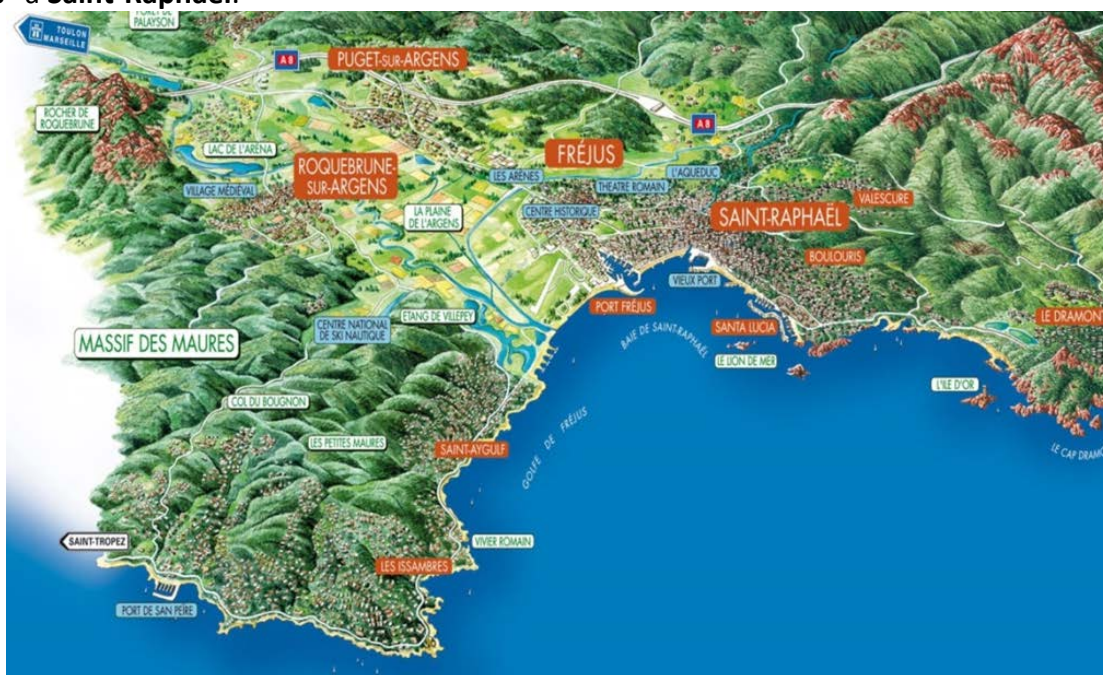 à Saint-Raphaël.
FORÊT DE
PALAYSON
TOULON
MARSEILLE
A8
PUGET-SUR-ARGENS
ROCHER DE
ROQUEBRUNE
A8
LAC DE L'ARENA
FRÉJUS
ROQUEBRUNE-
SUR-ARGENS
LES ARÈNES
L'AQUEDUC
VILLAGE MÉDIÉVAL
THEATRE ROMAIN
VALESCURE
LA PLAINE
DE L'ARGENS
CENTRE HISTORIQUE
SAINT-RAPHAËL
BOULOURIS
VIEUX PORT
PORT FRÉJUS
CENTRE NATIONAL
DE SKI NAUTIQUE
ETANG DE VILLEPEY
LE DRAMONT
MASSIF DES MAURES
BAIE DE SAINT-RAPHAËL
SANTA LUCIA
LE LION DE MER
L'ILE D'OR
COL DU BOUGNON
LES PETITES MAURES
SAINT-AYGULF
GOLFE DE FRÉJUS
LE CAP DRAMO
SAINT-TROPEZ
VIVIER ROMAIN
LES ISSAMBRES
PORT DE SAN PEÏRE